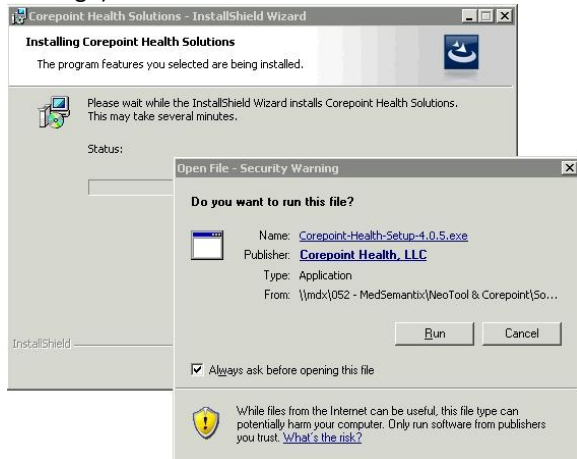 Corepoint Health Solutions - InstallShield Wizard
Installing Corepoint Health Solutions
The program features you selected are being installed.
Please wait while the InstallShield Wizard installs Corepoint Health Solutions.
This may take several minutes.
Status:
InstallShield
Open File - Security Warning
Do you want to run this file?
Name: Corepoint-Health-Setup-4.0.5.exe
Publisher: Corepoint Health, LLC
Type: Application
From: \\mdx\052 - MedSemantix\NeoTool & Corepoint\So...
Run Cancel
Always ask before opening this file
While files from the Internet can be useful, this file type can
potentially harm your computer. Only run software from publishers
you trust. What's the risk?